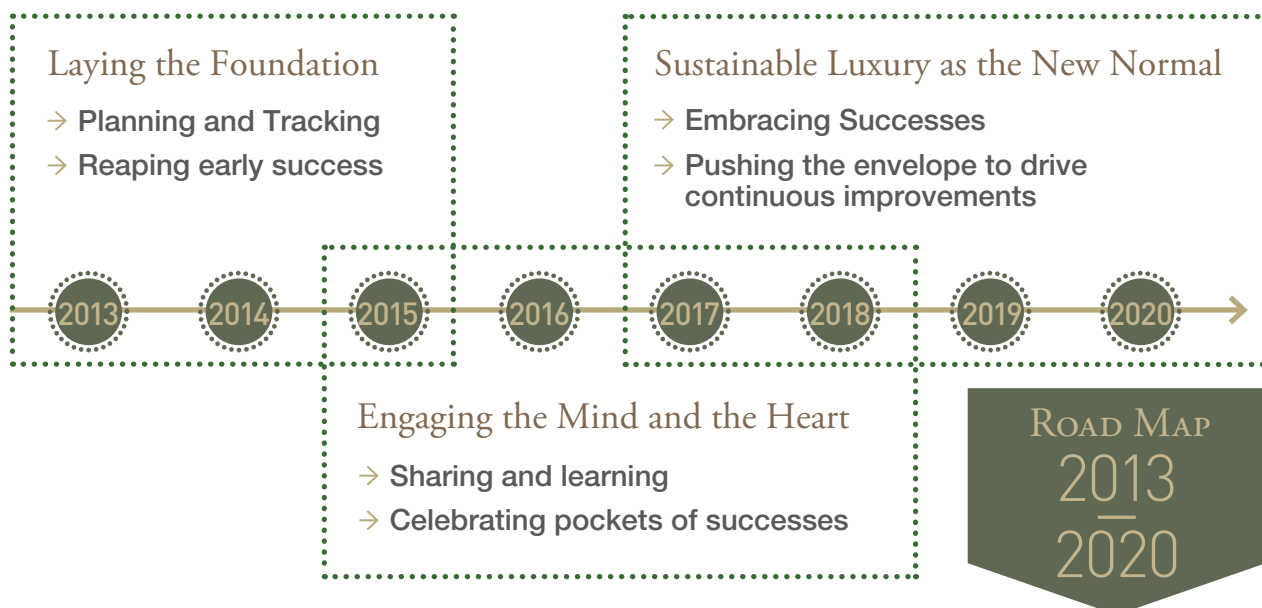 Laying the Foundation
→ Planning and Tracking
→ Reaping early success
Sustainable Luxury as the New Normal
→ Embracing Successes
→ Pushing the envelope to drive
continuous improvements
2013
2014
2015
2016
2017
2018
2019
2020
Engaging the Mind and the Heart
→ Sharing and learning
→ Celebrating pockets of successes
Road Map
2013
—
2020